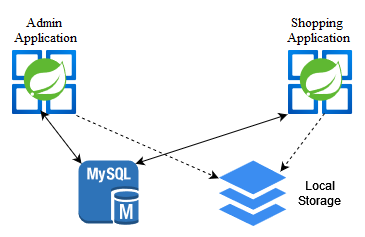 Admin
Application
Shopping
Application
MySQL
M
Local
Storage